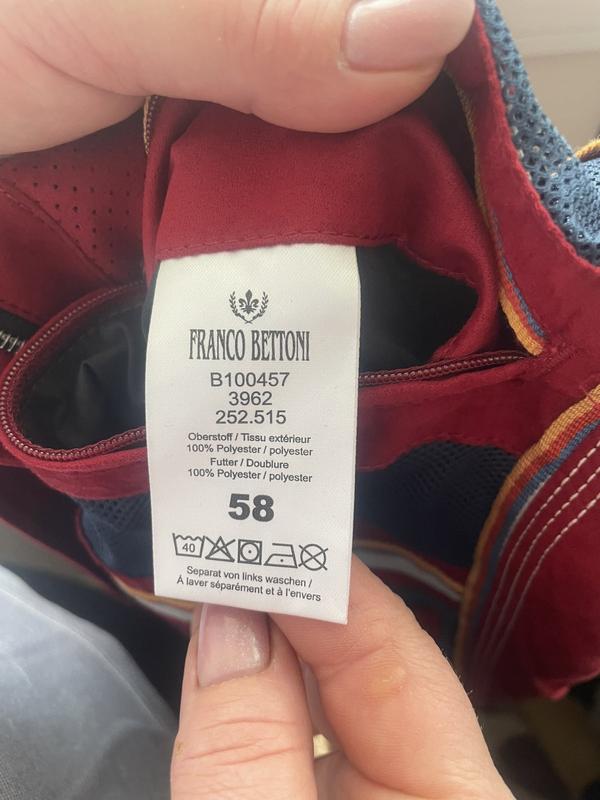 FRANCO BETTONI
B100457
3962
252.515
Oberstoff / Tissu extérieur
100% Polyester / polyester
Futter / Doublure
100% Polyester / polyester
58
40
Separat von links waschen /
Á laver séparément et à l'envers